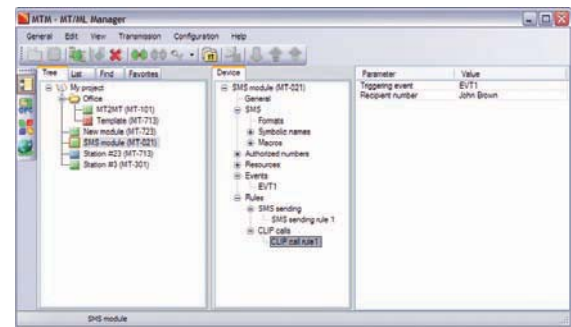 MTM - MT/ML Manager
General Edit View Transmission Configuration Help
Tree List Find Favorites
My project
Office
MT2MT (MT-101)
Template (MT-713)
New module (MT-723)
SMS module (MT-021)
Station #23 (MT-713)
Station #3 (MT-301)
Device
SMS module (MT-021)
General
SMS
Formats
Symbolic names
Macros
Authorized numbers
Resources
Events
EVT1
Rules
SMS sending
SMS sending rule 1
CLIP calls
CLIP call rule1
Parameter Value
Triggering event EVT1
Recipient number John Brown
SMS module